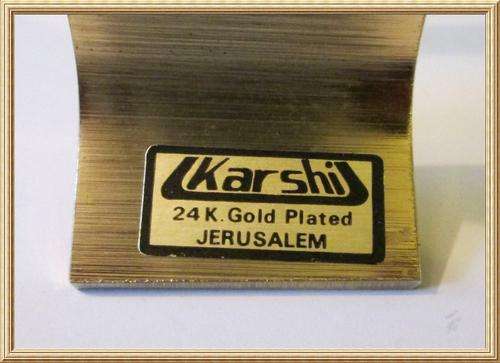 Karshi
24 K. Gold Plated
JERUSALEM